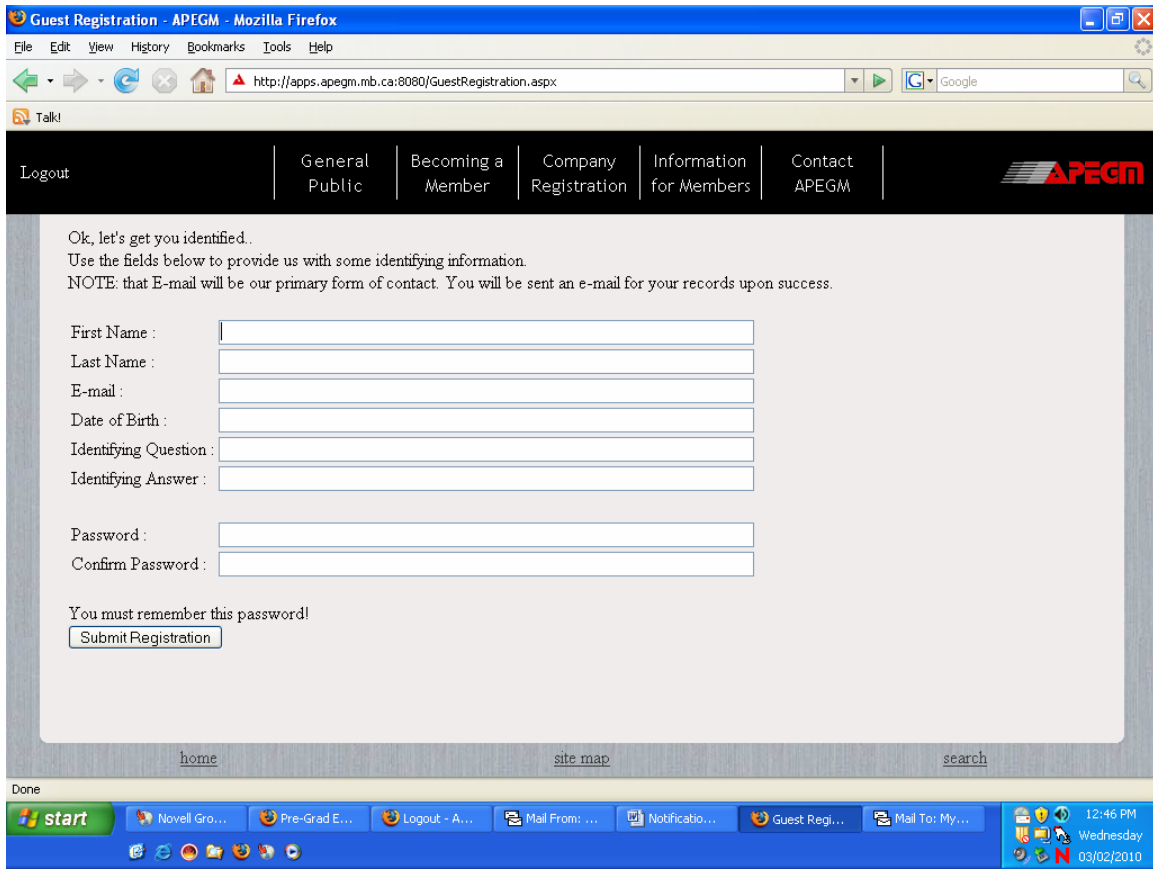 Guest Registration - APEGM - Mozilla Firefox
File Edit View History Bookmarks Tools Help
http://apps.apegm.mb.ca:8080/GuestRegistration.aspx
G Google
Talk!
Logout
General Public
Becoming a Member
Company Registration
Information for Members
Contact APEGM
APEGM
Ok, let's get you identified..
Use the fields below to provide us with some identifying information.
NOTE: that E-mail will be our primary form of contact. You will be sent an e-mail for your records upon success.
First Name :
Last Name :
E-mail :
Date of Birth :
Identifying Question :
Identifying Answer :
Password :
Confirm Password :
You must remember this password!
Submit Registration
home site map search
Done
start Novell Gro... Pre-Grad E... Logout - A... Mail From: ... Notificatio... Guest Regi... Mail To: My... 12:46 PM
Wednesday
N 03/02/2010